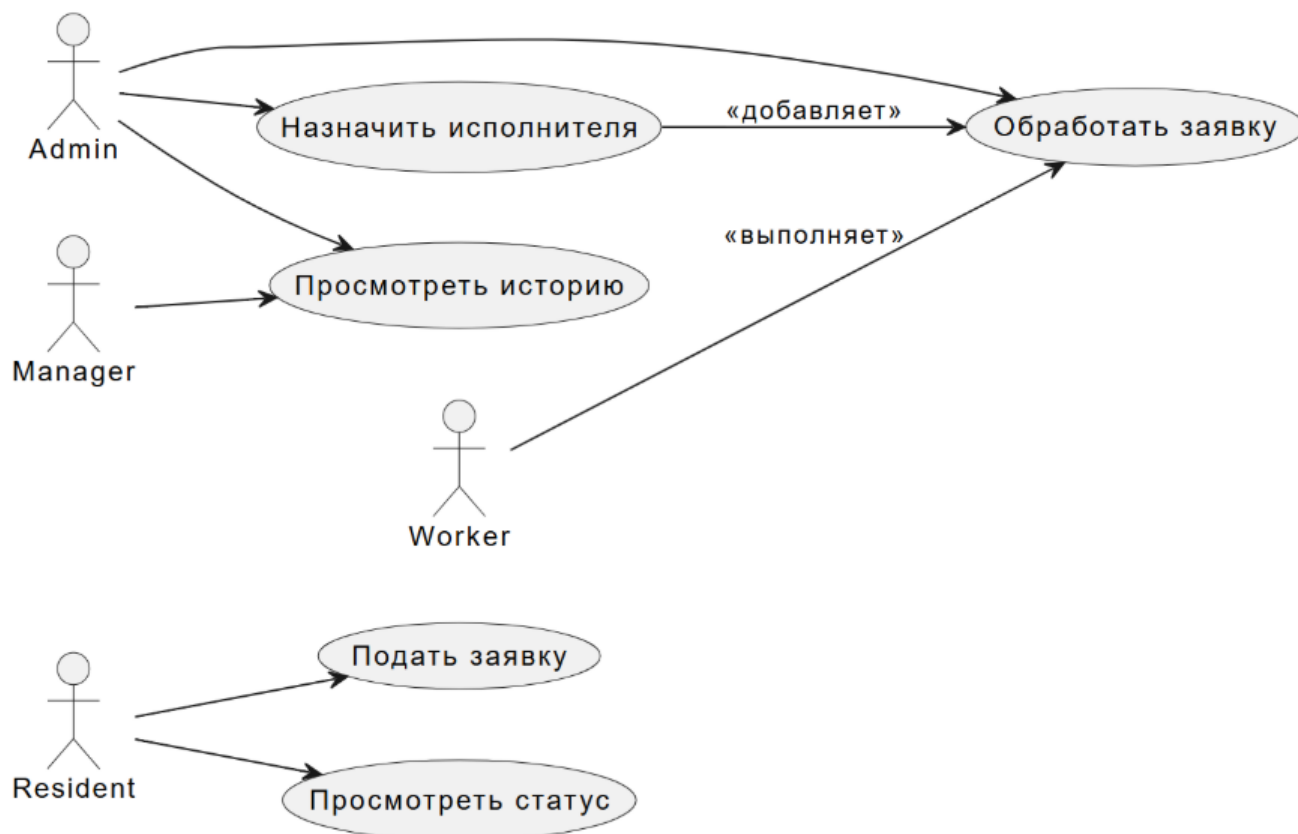 Admin
Назначить исполнителя
«добавляет»
Обработать заявку
«выполняет»
Просмотреть историю
Manager
Worker
Подать заявку
Resident
Просмотреть статус